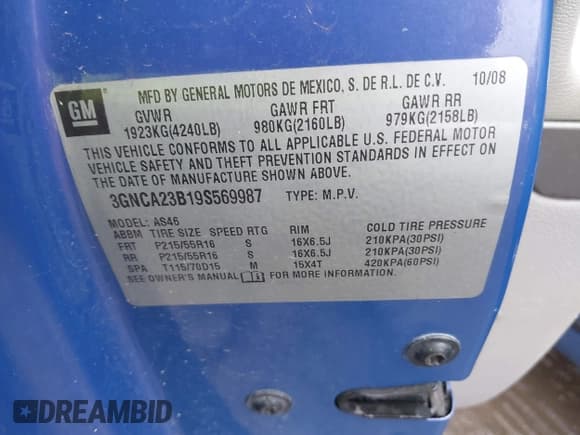 GM
MFD BY GENERAL MOTORS DE MEXICO, S. DE R.L. DE C.V. 10/08
GVWR GAWR FRT GAWR RR
1923KG(4240LB) 980KG(2160LB) 979KG(2158LB)
THIS VEHICLE CONFORMS TO ALL APPLICABLE U.S. FEDERAL MOTOR
VEHICLE SAFETY AND THEFT PREVENTION STANDARDS IN EFFECT ON
THE DATE OF MANUFACTURE SHOWN ABOVE.
3GNCA23B19S569987 TYPE: M.P.V.
MODEL: AS46
ABBM TIRE SIZE SPEED RTG RIM COLD TIRE PRESSURE
FRT P215/55R16 S 16X6.5J 210KPA(30PSI)
RR P215/55R16 S 16X6.5J 210KPA(30PSI)
SPA T115/70D15 M 15X4T 420KPA(60PSI)
SEE OWNER'S MANUAL FOR MORE INFORMATION.
DREAMBID